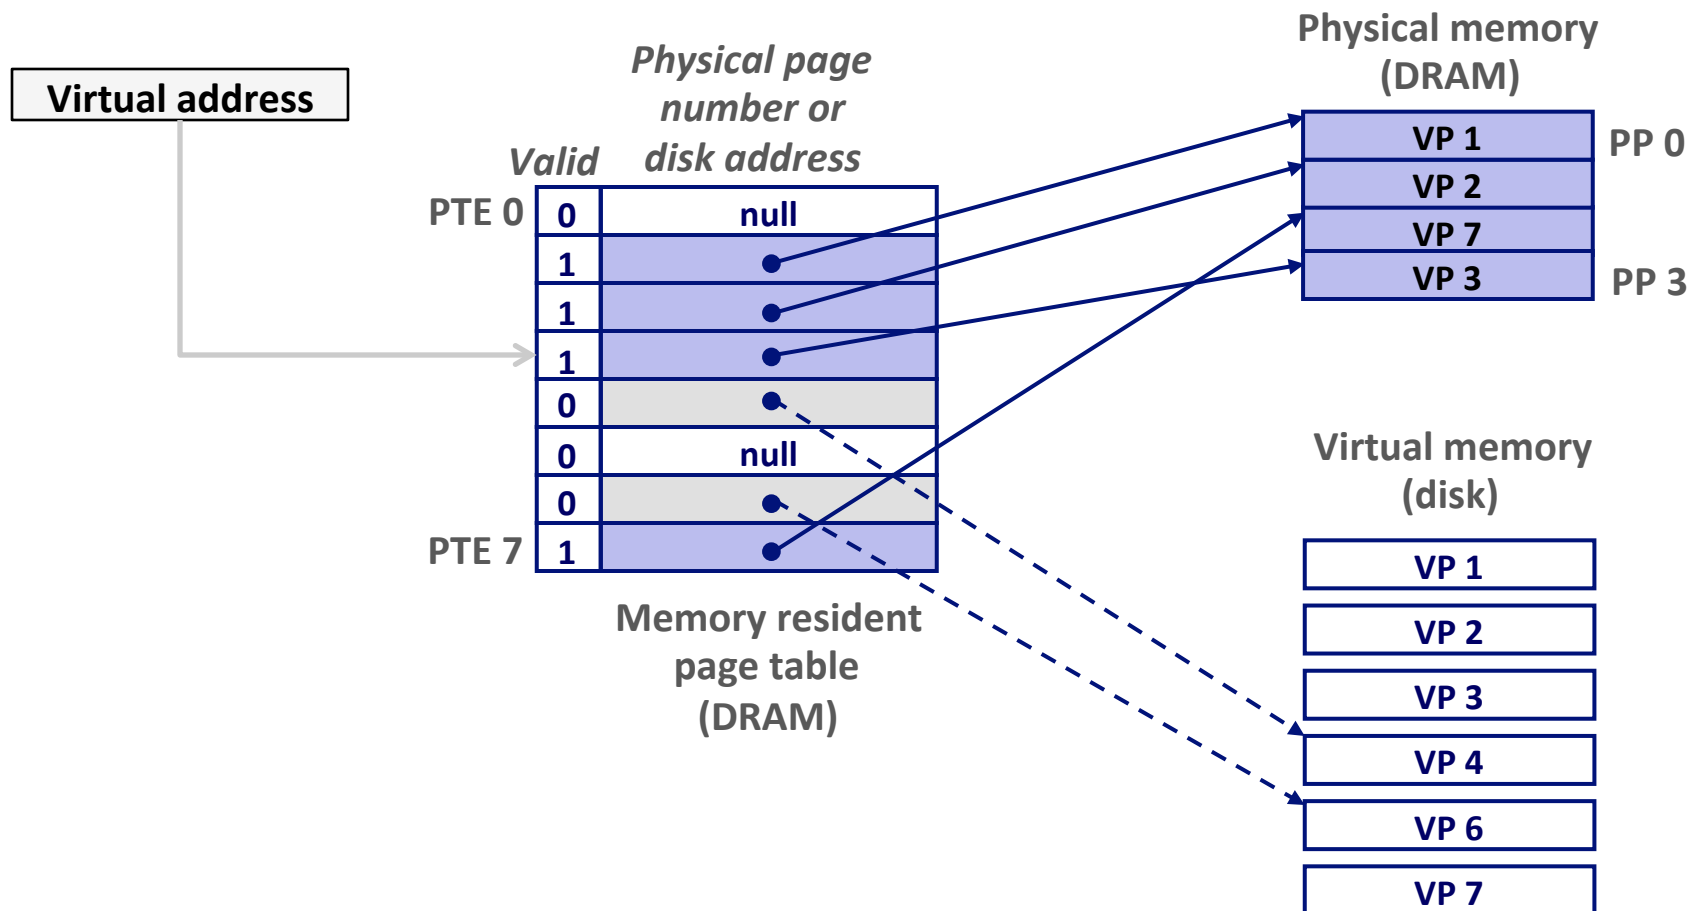 Virtual address
Physical page
number or
disk address
Valid
PTE 0
0
null
1
1
1
0
0
null
0
PTE 7
1
Memory resident
page table
(DRAM)
Physical memory
(DRAM)
VP 1
PP 0
VP 2
VP 7
VP 3
PP 3
Virtual memory
(disk)
VP 1
VP 2
VP 3
VP 4
VP 6
VP 7